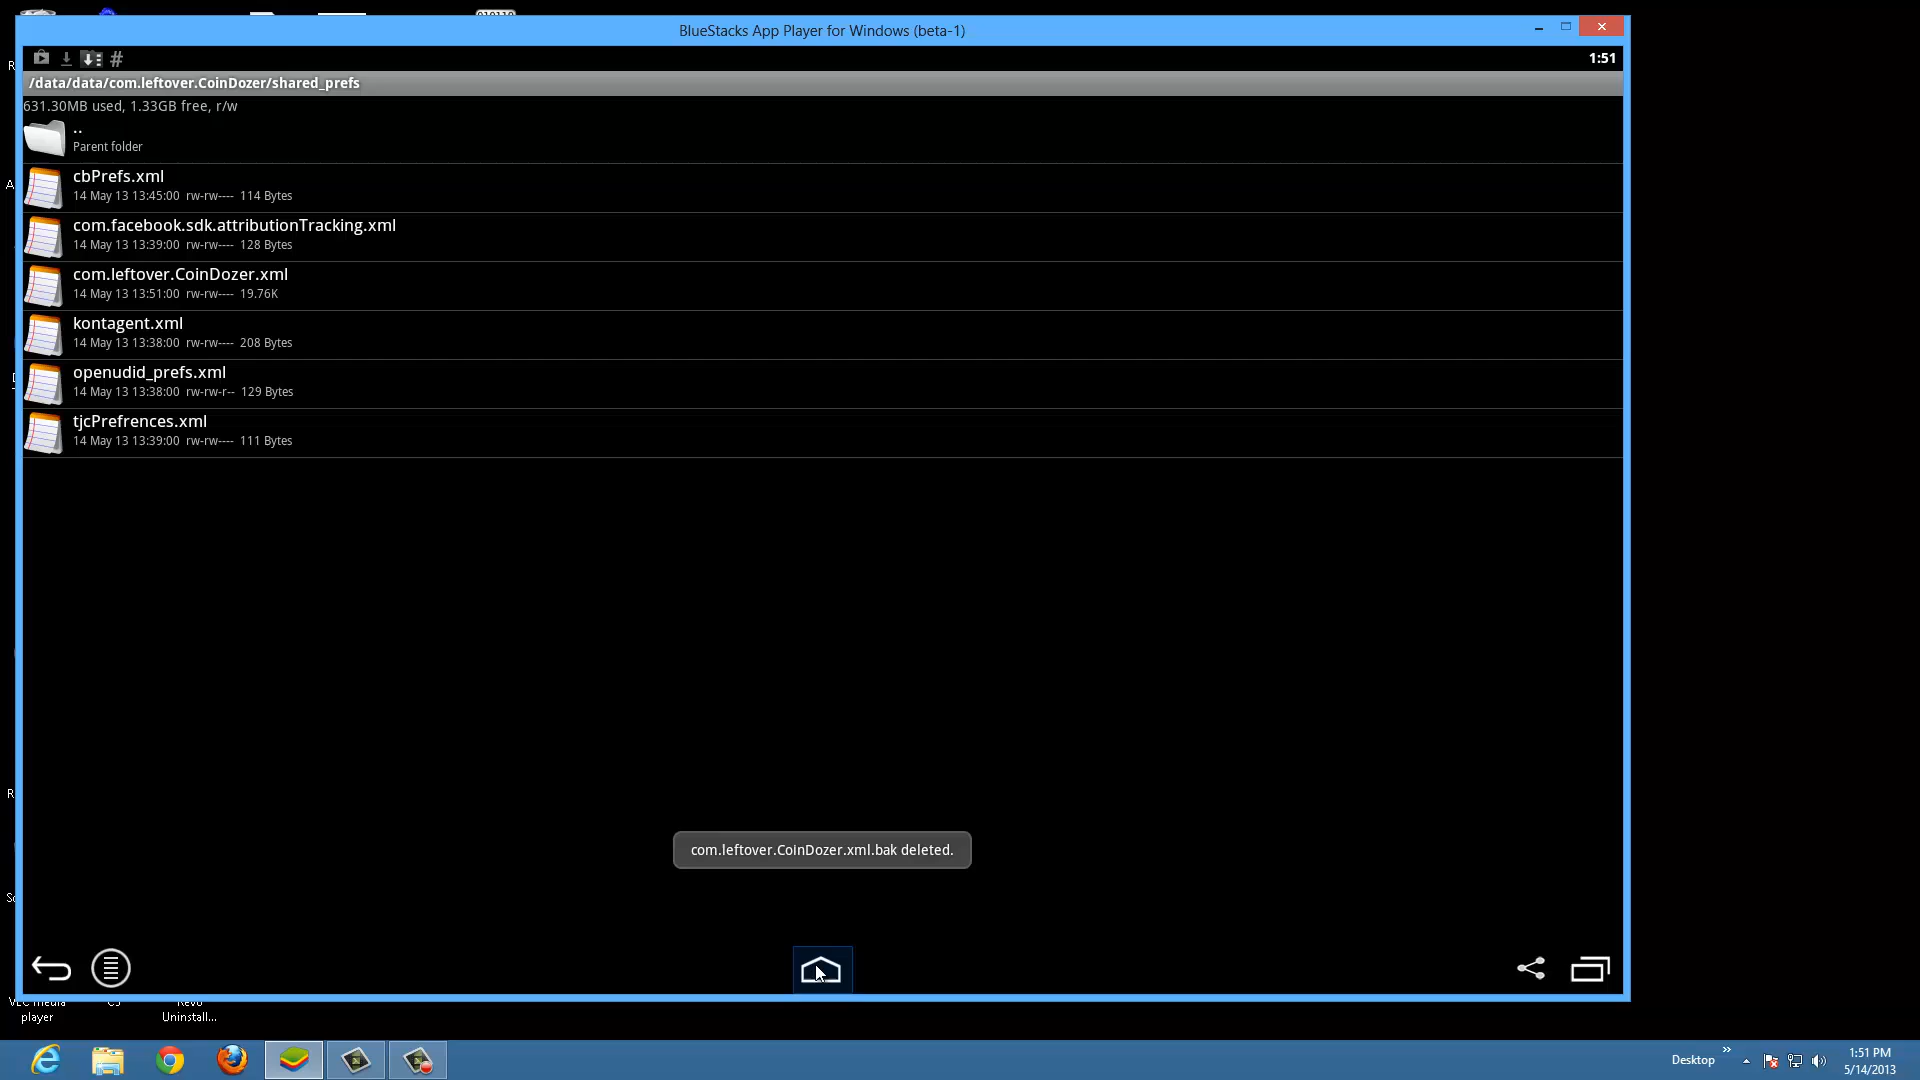 BlueStacks App Player for Windows (beta-1)
1:51
/data/data/com.leftover.CoinDozer/shared_prefs
631.30MB used, 1.33GB free, r/w
..
Parent folder
cbPrefs.xml
14 May 13 13:45:00 rw-rw---- 114 Bytes
com.facebook.sdk.attributionTracking.xml
14 May 13 13:39:00 rw-rw---- 128 Bytes
com.leftover.CoinDozer.xml
14 May 13 13:51:00 rw-rw---- 19.76K
kontagent.xml
14 May 13 13:38:00 rw-rw---- 208 Bytes
openudid_prefs.xml
14 May 13 13:38:00 rw-rw-r-- 129 Bytes
tjcPrefrences.xml
14 May 13 13:39:00 rw-rw---- 111 Bytes
com.leftover.CoinDozer.xml.bak deleted.
player
Uninstall...
Desktop
1:51 PM
5/14/2013